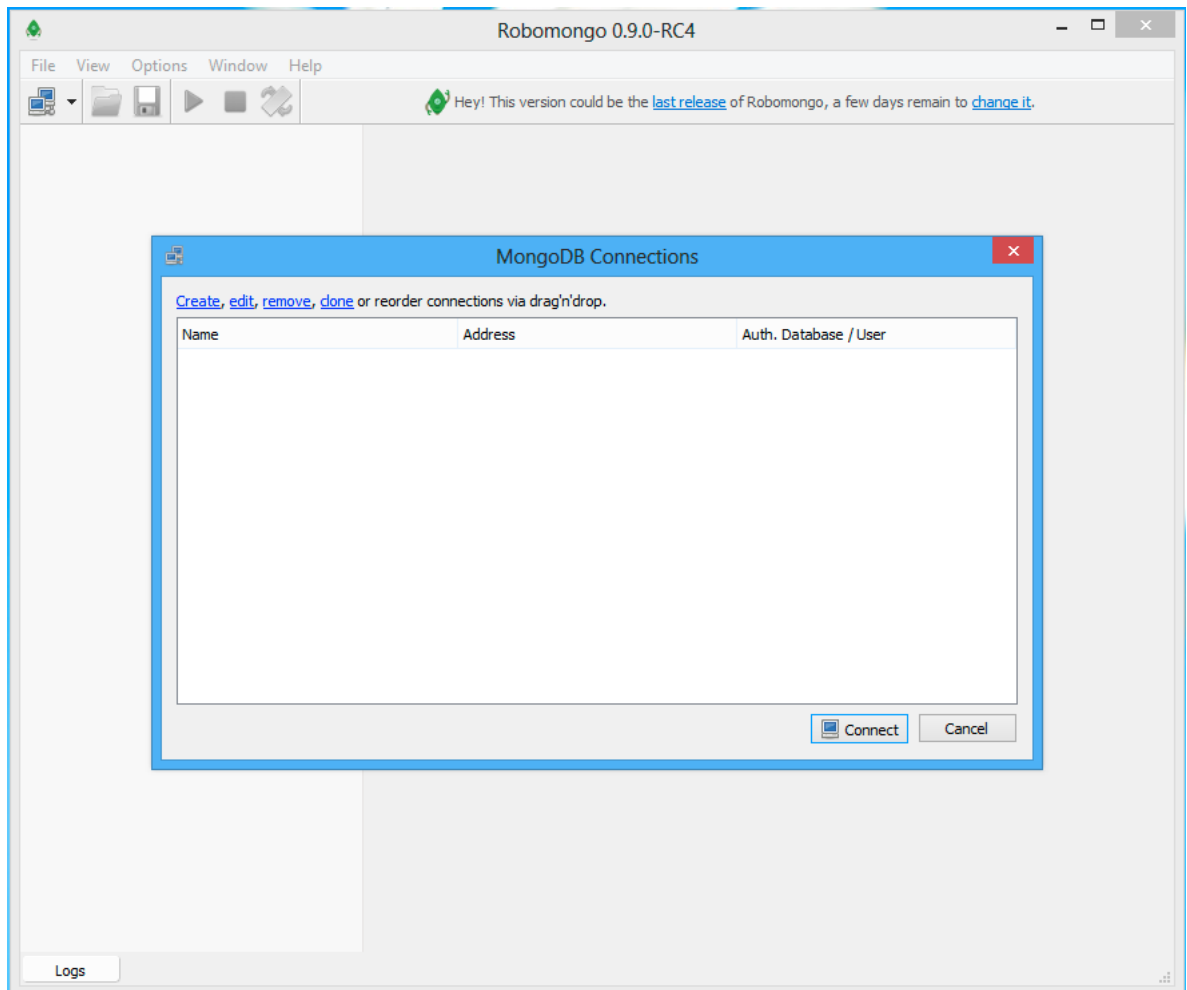 Robomongo 0.9.0-RC4
File View Options Window Help
Hey! This version could be the last release of Robomongo, a few days remain to change it.
MongoDB Connections
Create, edit, remove, clone or reorder connections via drag'n'drop.
Name Address Auth. Database / User
Connect Cancel
Logs